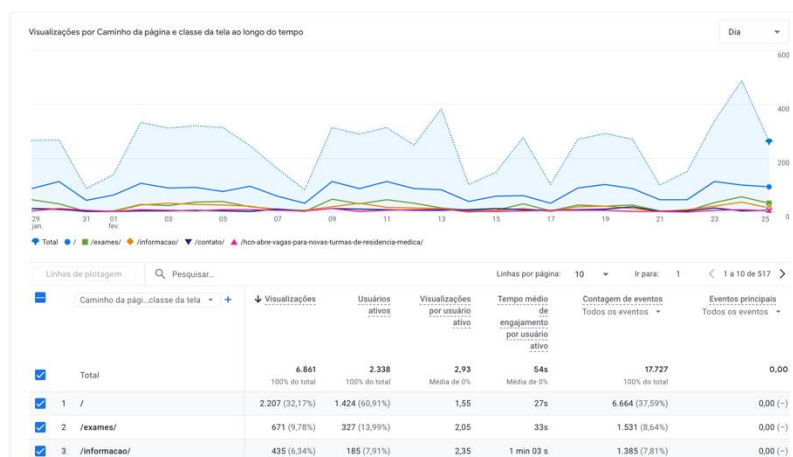 Visualizações por Caminho da página e classe da tela ao longo do tempo
Dia
600
400
200
0
29 31 01 03 05 07 09 11 13 15 17 19 21 23 25
jan. fev.
Total / /exames/ /informacao/ /contato/ /hcn-abre-vagas-para-novas-turmas-de-residencia-medica/
Linhas de plotagem Pesquisar... Linhas por página: 10 Ir para: 1 < 1 a 10 de 517 >
Caminho da pági...classe da tela + ↓ Visualizações Usuários Visualizações Tempo médio Contagem de eventos Eventos principais
ativos por usuário de Todos os eventos Todos os eventos
ativo engajamento
por usuário
ativo
Total 6.861 2.338 2,93 54s 17.727 0,00
100% do total 100% do total Média de 0% Média de 0% 100% do total
1 / 2.207 (32,17%) 1.424 (60,91%) 1,55 27s 6.664 (37,59%) 0,00 (–)
2 /exames/ 671 (9,78%) 327 (13,99%) 2,05 33s 1.531 (8,64%) 0,00 (–)
3 /informacao/ 435 (6,34%) 185 (7,91%) 2,35 1 min 03 s 1.385 (7,81%) 0,00 (–)